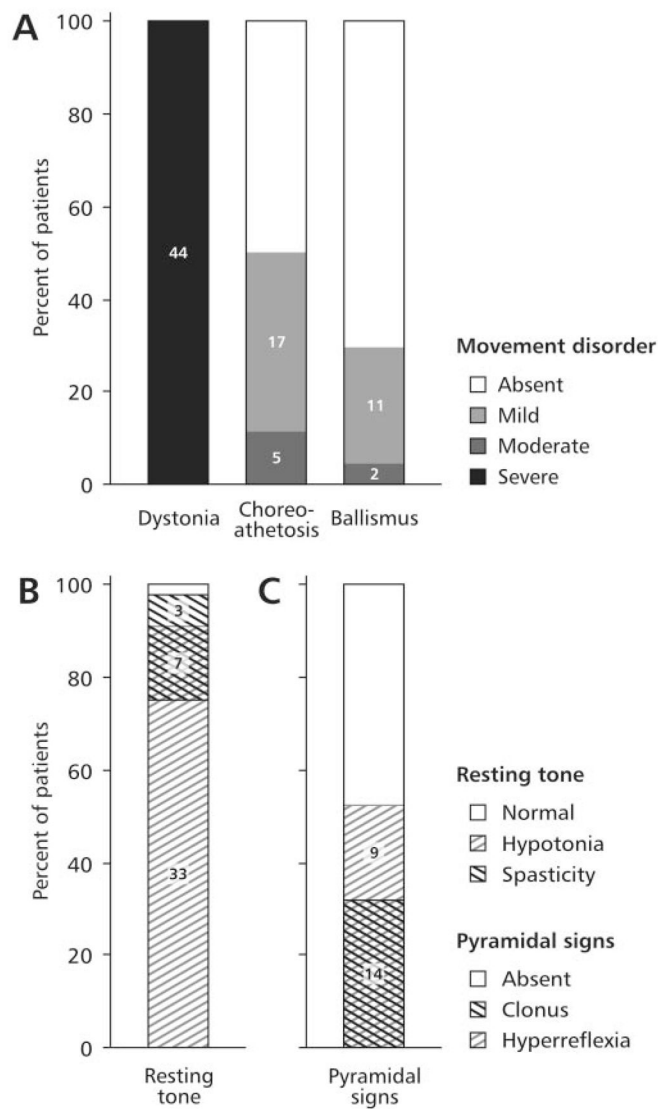 A
Percent of patients
100
80
60
40
20
0
44
17
5
11
2
Dystonia
Choreo-
athetosis
Ballismus
Movement disorder
Absent
Mild
Moderate
Severe
B
Percent of patients
100
80
60
40
20
0
3
7
33
Resting
tone
C
9
14
Pyramidal
signs
Resting tone
Normal
Hypotonia
Spasticity
Pyramidal signs
Absent
Clonus
Hyperreflexia